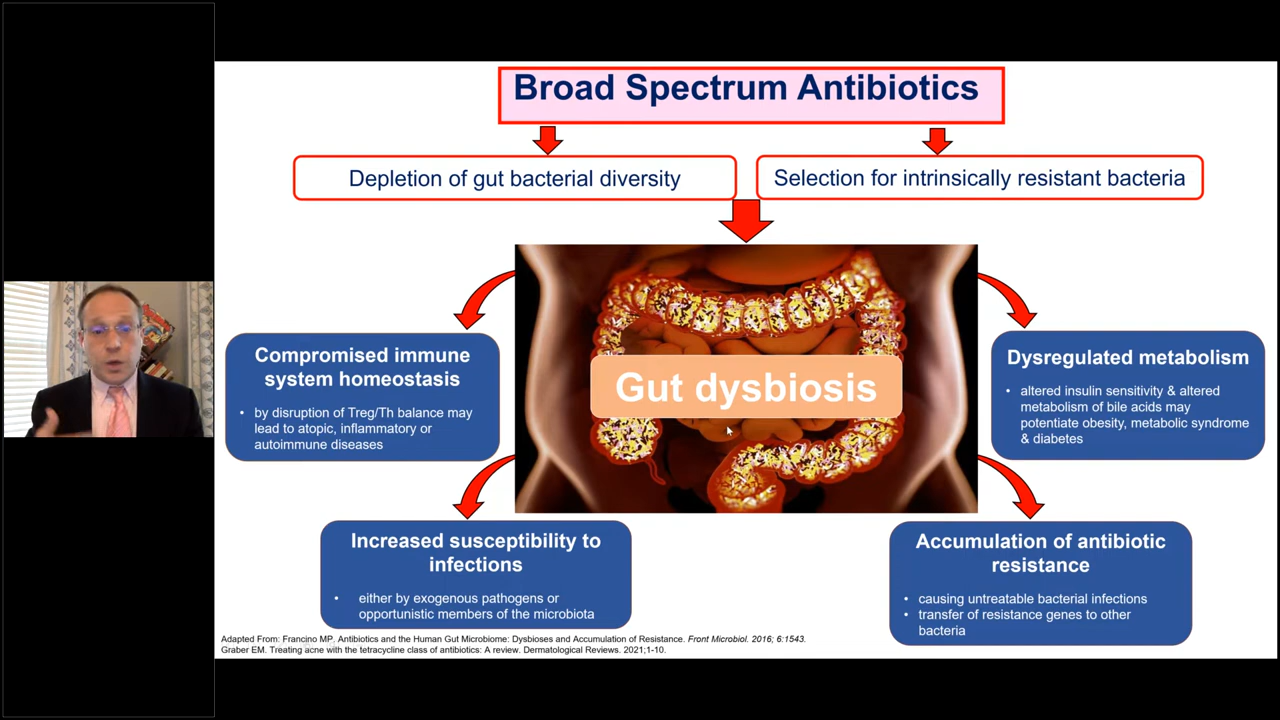 Broad Spectrum Antibiotics
Depletion of gut bacterial diversity
Selection for intrinsically resistant bacteria
Gut dysbiosis
Compromised immune
system homeostasis
• by disruption of Treg/Th balance may
lead to atopic, inflammatory or
autoimmune diseases
Dysregulated metabolism
• altered insulin sensitivity & altered
metabolism of bile acids may
potentiate obesity, metabolic syndrome
& diabetes
Increased susceptibility to
infections
• either by exogenous pathogens or
opportunistic members of the microbiota
Accumulation of antibiotic
resistance
• causing untreatable bacterial infections
• transfer of resistance genes to other
bacteria
Adapted From: Francino MP. Antibiotics and the Human Gut Microbiome: Dysbioses and Accumulation of Resistance. Front Microbiol. 2016; 6:1543.
Graber EM. Treating acne with the tetracycline class of antibiotics: A review. Dermatological Reviews. 2021;1-10.